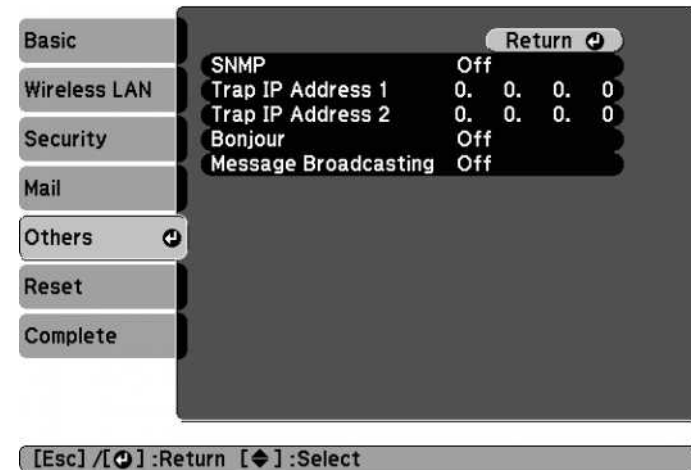 Basic
Wireless LAN
Security
Mail
Others
Reset
Complete
Return
SNMP Off
Trap IP Address 1 0. 0. 0. 0
Trap IP Address 2 0. 0. 0. 0
Bonjour Off
Message Broadcasting Off
[Esc] /[⏎] :Return [◆] :Select